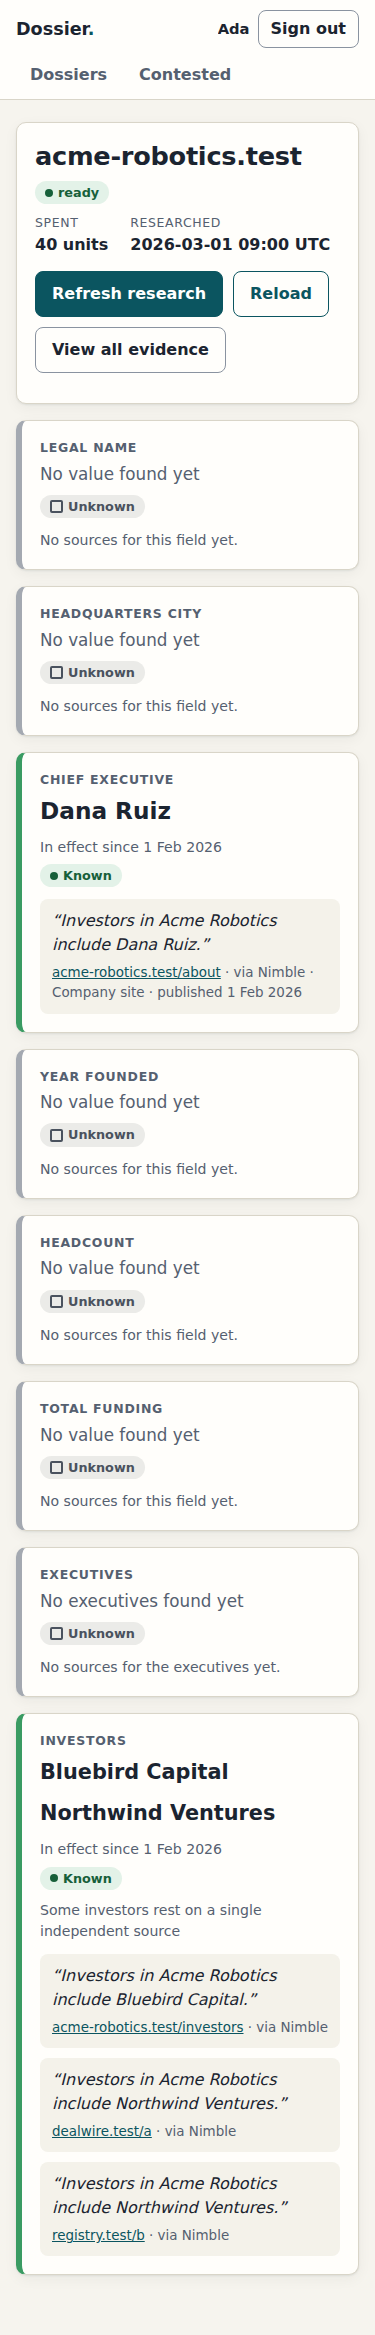 Dossier.
Ada
Sign out
Dossiers
Contested
acme-robotics.test
ready
SPENT
RESEARCHED
40 units
2026-03-01 09:00 UTC
Refresh research
Reload
View all evidence
LEGAL NAME
No value found yet
Unknown
No sources for this field yet.
HEADQUARTERS CITY
No value found yet
Unknown
No sources for this field yet.
CHIEF EXECUTIVE
Dana Ruiz
In effect since 1 Feb 2026
Known
“Investors in Acme Robotics
include Dana Ruiz.”
acme-robotics.test/about · via Nimble ·
Company site · published 1 Feb 2026
YEAR FOUNDED
No value found yet
Unknown
No sources for this field yet.
HEADCOUNT
No value found yet
Unknown
No sources for this field yet.
TOTAL FUNDING
No value found yet
Unknown
No sources for this field yet.
EXECUTIVES
No executives found yet
Unknown
No sources for the executives yet.
INVESTORS
Bluebird Capital
Northwind Ventures
In effect since 1 Feb 2026
Known
Some investors rest on a single
independent source
“Investors in Acme Robotics
include Bluebird Capital.”
acme-robotics.test/investors · via Nimble
“Investors in Acme Robotics
include Northwind Ventures.”
dealwire.test/a · via Nimble
“Investors in Acme Robotics
include Northwind Ventures.”
registry.test/b · via Nimble